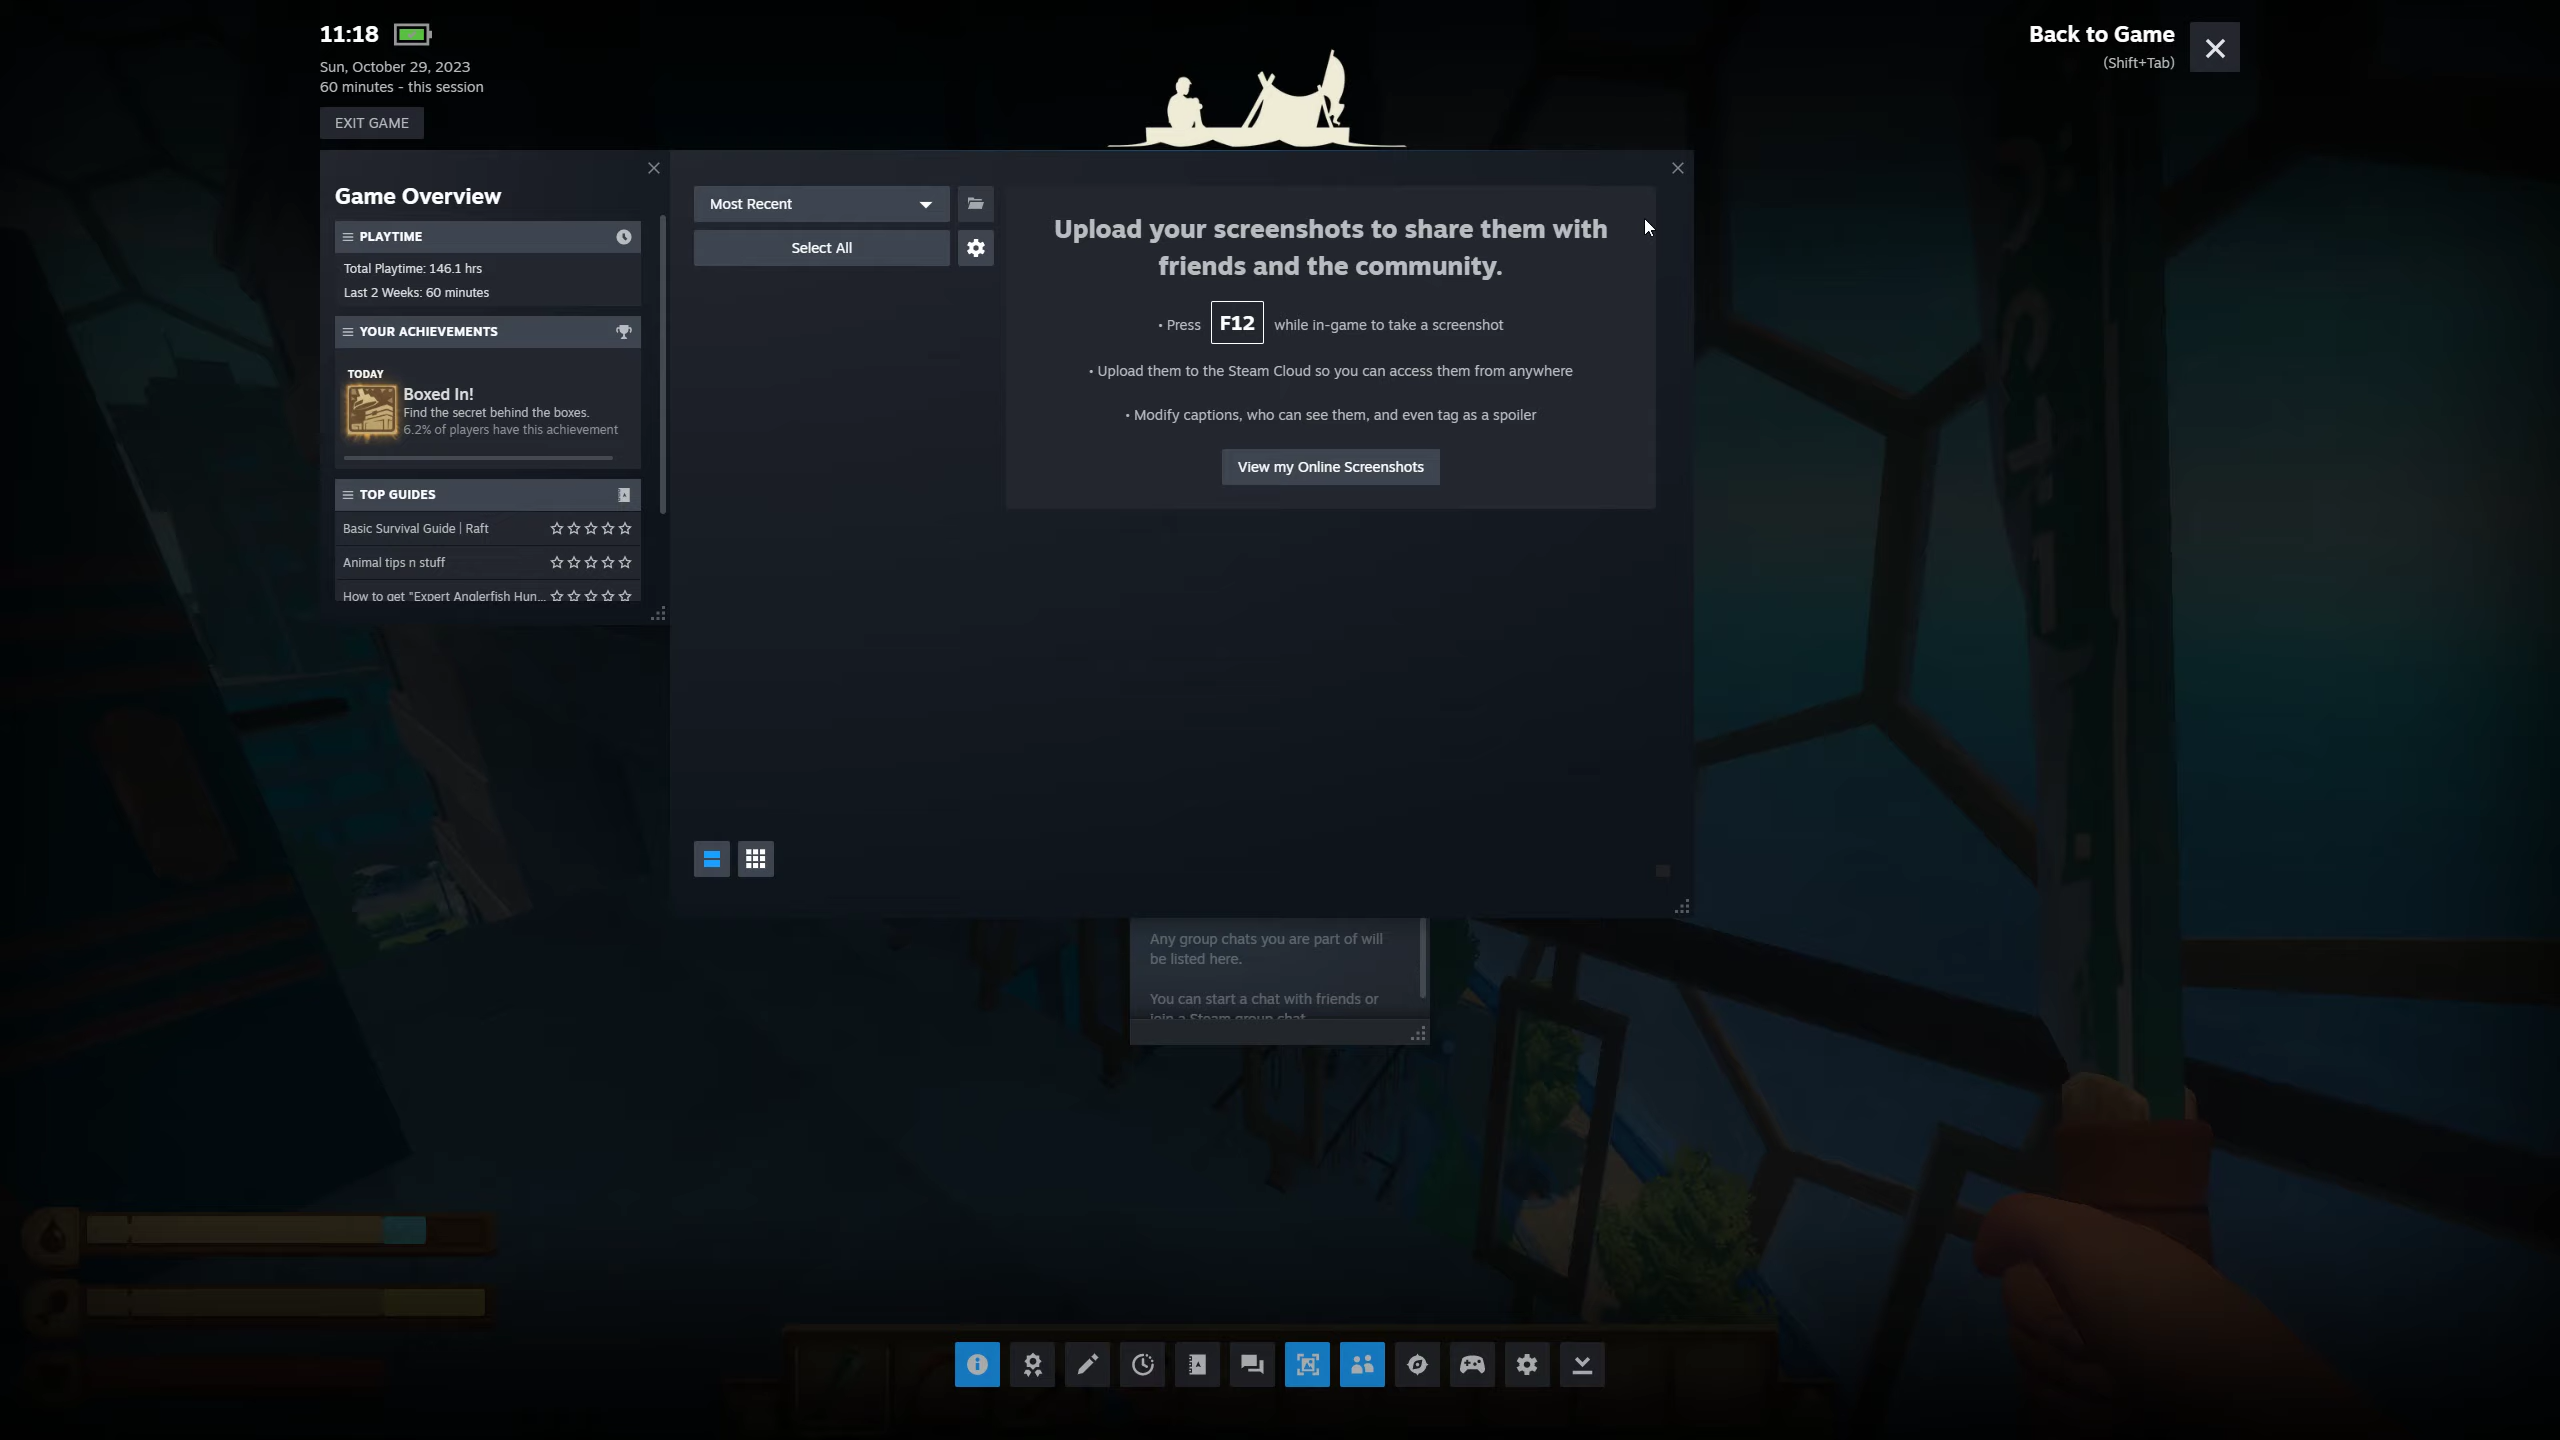 11:18
Sun, October 29, 2023
60 minutes - this session
EXIT GAME
Back to Game
(Shift+Tab)
Game Overview
PLAYTIME
Total Playtime: 146.1 hrs
Last 2 Weeks: 60 minutes
YOUR ACHIEVEMENTS
TODAY
Boxed In!
Find the secret behind the boxes.
6.2% of players have this achievement
TOP GUIDES
Basic Survival Guide | Raft
Animal tips n stuff
How to get "Expert Anglerfish Hun...
Most Recent
Select All
Upload your screenshots to share them with
friends and the community.
• Press F12 while in-game to take a screenshot
• Upload them to the Steam Cloud so you can access them from anywhere
• Modify captions, who can see them, and even tag as a spoiler
View my Online Screenshots
Any group chats you are part of will
be listed here.
You can start a chat with friends or
join a Steam group chat